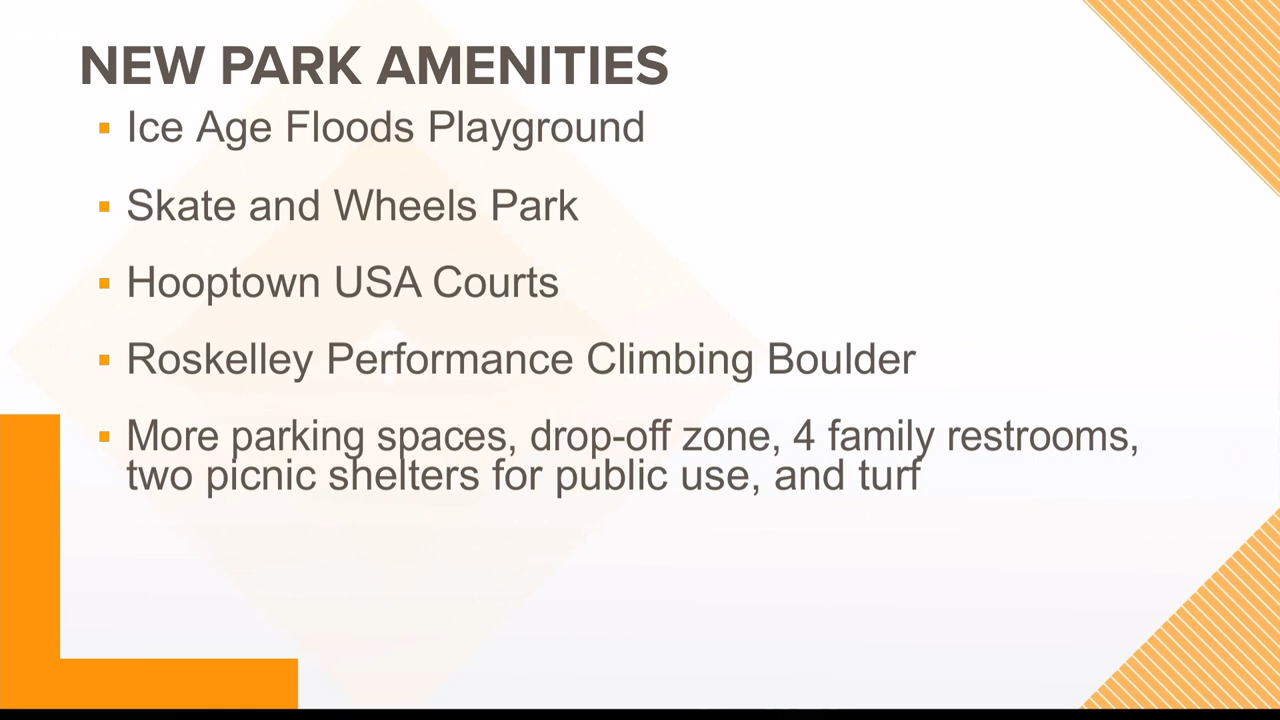 NEW PARK AMENITIES
▪ Ice Age Floods Playground
▪ Skate and Wheels Park
▪ Hooptown USA Courts
▪ Roskelley Performance Climbing Boulder
▪ More parking spaces, drop-off zone, 4 family restrooms,
two picnic shelters for public use, and turf